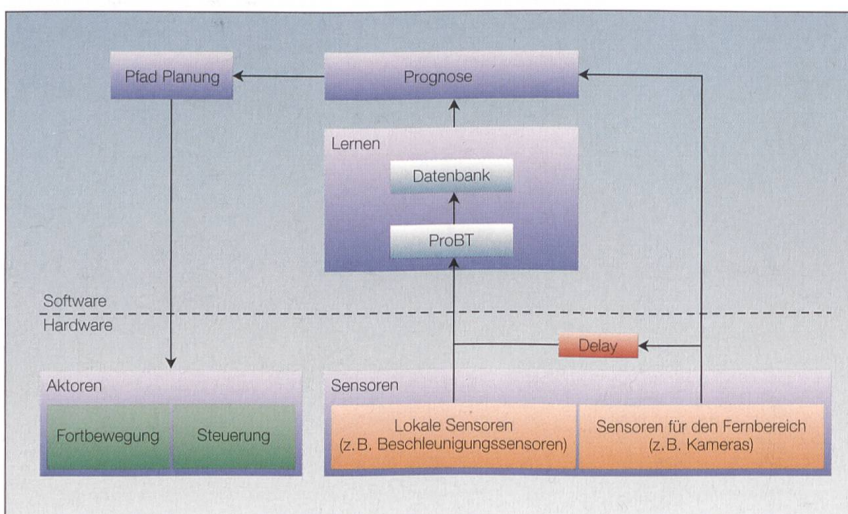 Pfad Planung
Prognose
Lernen
Datenbank
ProBT
Software
Hardware
Delay
Aktoren
Sensoren
Fortbewegung
Steuerung
Lokale Sensoren
(z.B. Beschleunigungssensoren)
Sensoren für den Fernbereich
(z.B. Kameras)